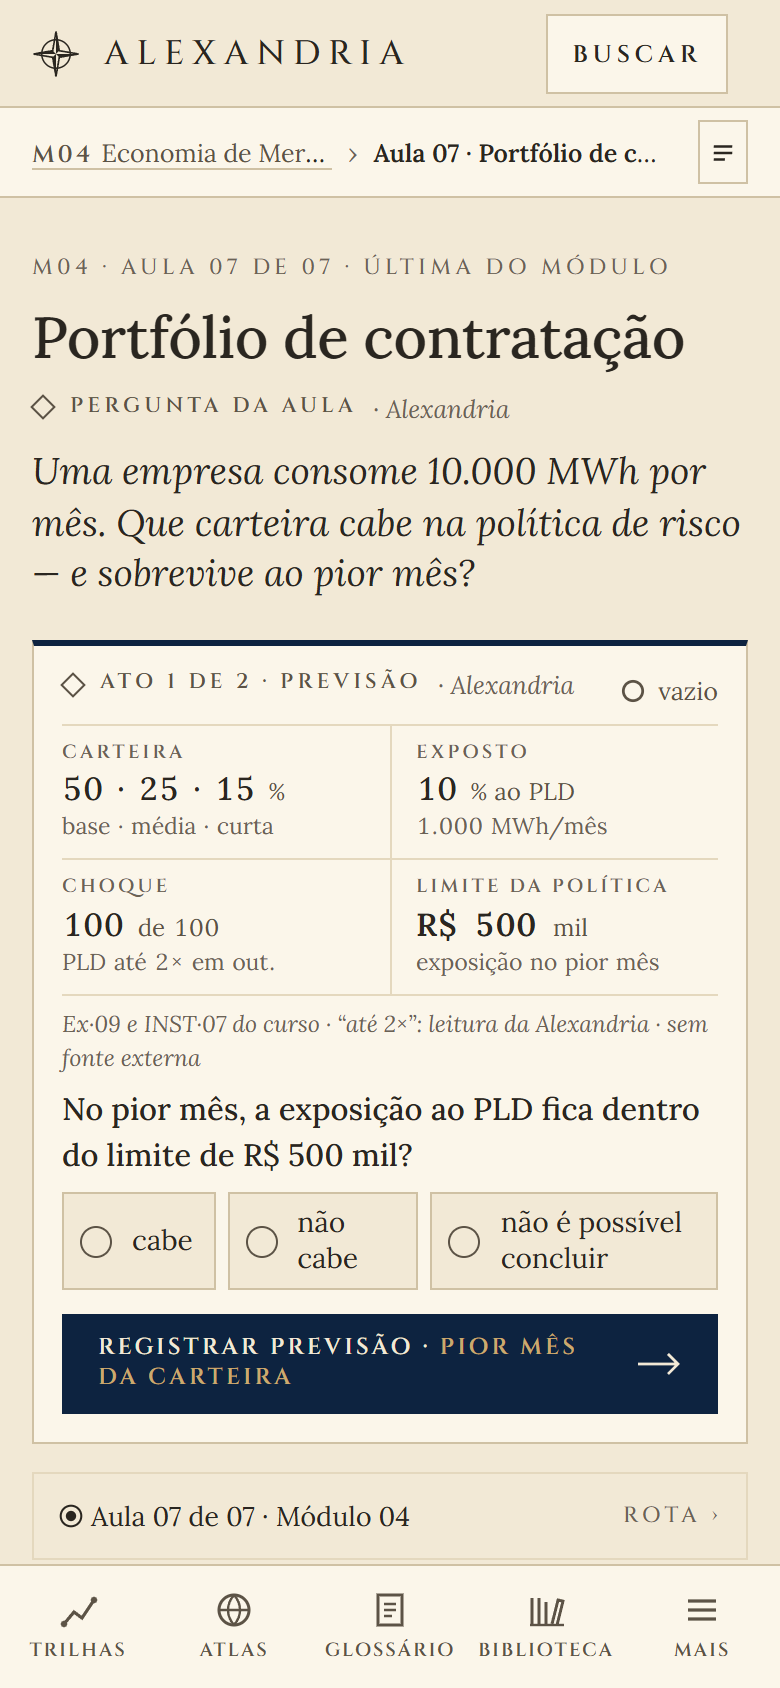 ALEXANDRIA
BUSCAR
M04 Economia de Mer... › Aula 07 · Portfólio de c...
M04 · AULA 07 DE 07 · ÚLTIMA DO MÓDULO
Portfólio de contratação
PERGUNTA DA AULA · Alexandria
Uma empresa consome 10.000 MWh por
mês. Que carteira cabe na política de risco
— e sobrevive ao pior mês?
ATO 1 DE 2 · PREVISÃO · Alexandria
vazio
CARTEIRA
50 · 25 · 15 %
base · média · curta
EXPOSTO
10 % ao PLD
1.000 MWh/mês
CHOQUE
100 de 100
PLD até 2× em out.
LIMITE DA POLÍTICA
R$ 500 mil
exposição no pior mês
Ex·09 e INST·07 do curso · “até 2×”: leitura da Alexandria · sem
fonte externa
No pior mês, a exposição ao PLD fica dentro
do limite de R$ 500 mil?
cabe
não
cabe
não é possível
concluir
REGISTRAR PREVISÃO · PIOR MÊS
DA CARTEIRA
Aula 07 de 07 · Módulo 04
ROTA ›
TRILHAS
ATLAS
GLOSSÁRIO
BIBLIOTECA
MAIS